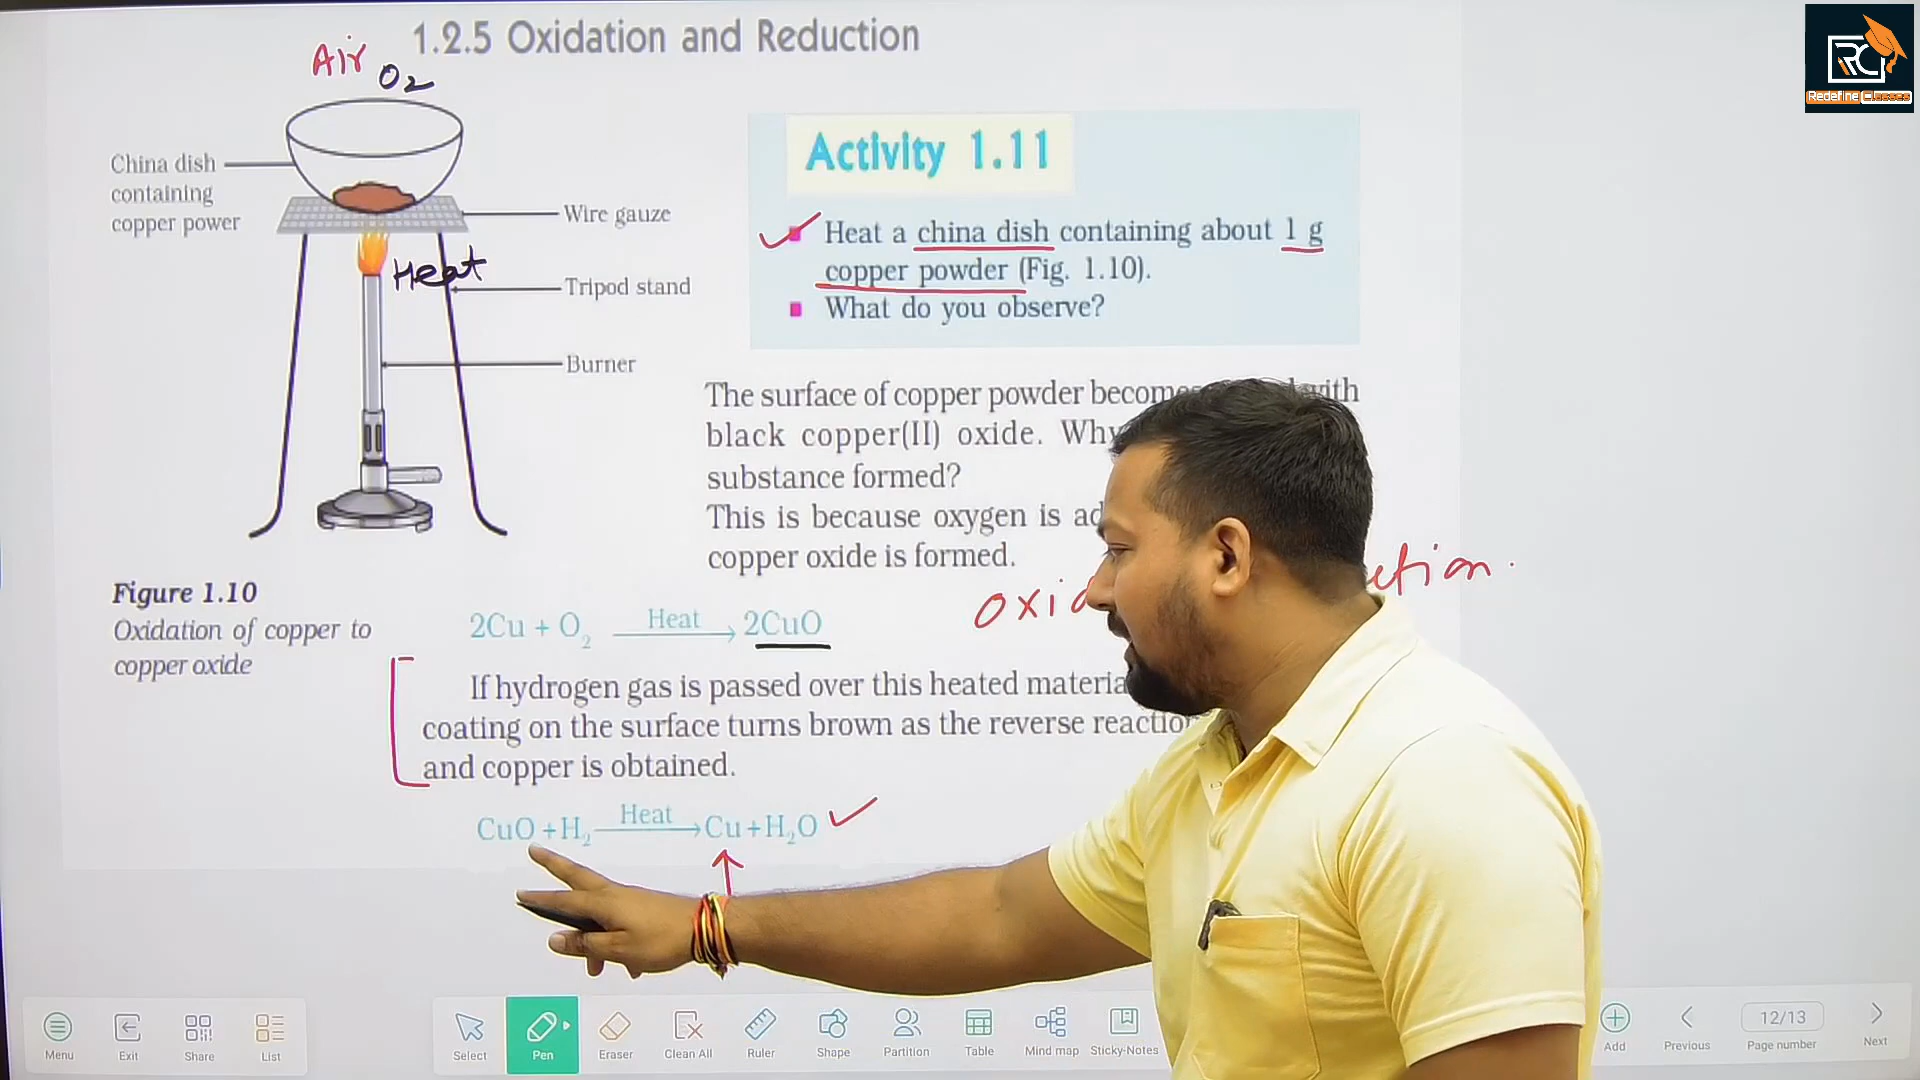 1.2.5 Oxidation and Reduction
Air O2
China dish
containing
copper power
Wire gauze
Heat
Tripod stand
Burner
Figure 1.10
Oxidation of copper to
copper oxide
Activity 1.11
Heat a china dish containing about 1 g
copper powder (Fig. 1.10).
What do you observe?
The surface of copper powder with
black copper(II) oxide.
substance formed?
This is because oxygen is
copper oxide is formed.
2Cu + O₂ Heat → 2CuO
If hydrogen gas is passed over this heated
coating on the surface turns brown as the reverse
and copper is obtained.
CuO + H₂ Heat → Cu + H₂O
RC
Redefine Classes
Menu
Exit
Share
List
Select
Pen
Eraser
Clean All
Ruler
Shape
Partition
Table
Mind map
Sticky-Notes
Add
Previous
12/13
Page number
Next